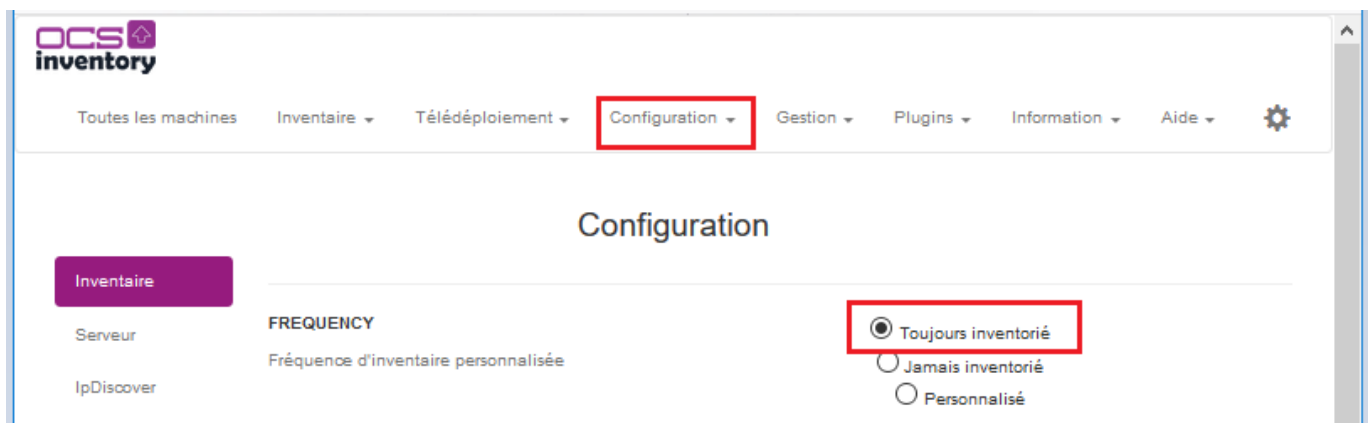 OCS
inventory
Toutes les machines Inventaire Télédéploiement Configuration Gestion Plugins Information Aide
Configuration
Inventaire
Serveur
IpDiscover
FREQUENCY
Fréquence d'inventaire personnalisée
Toujours inventorié
Jamais inventorié
Personnalisé